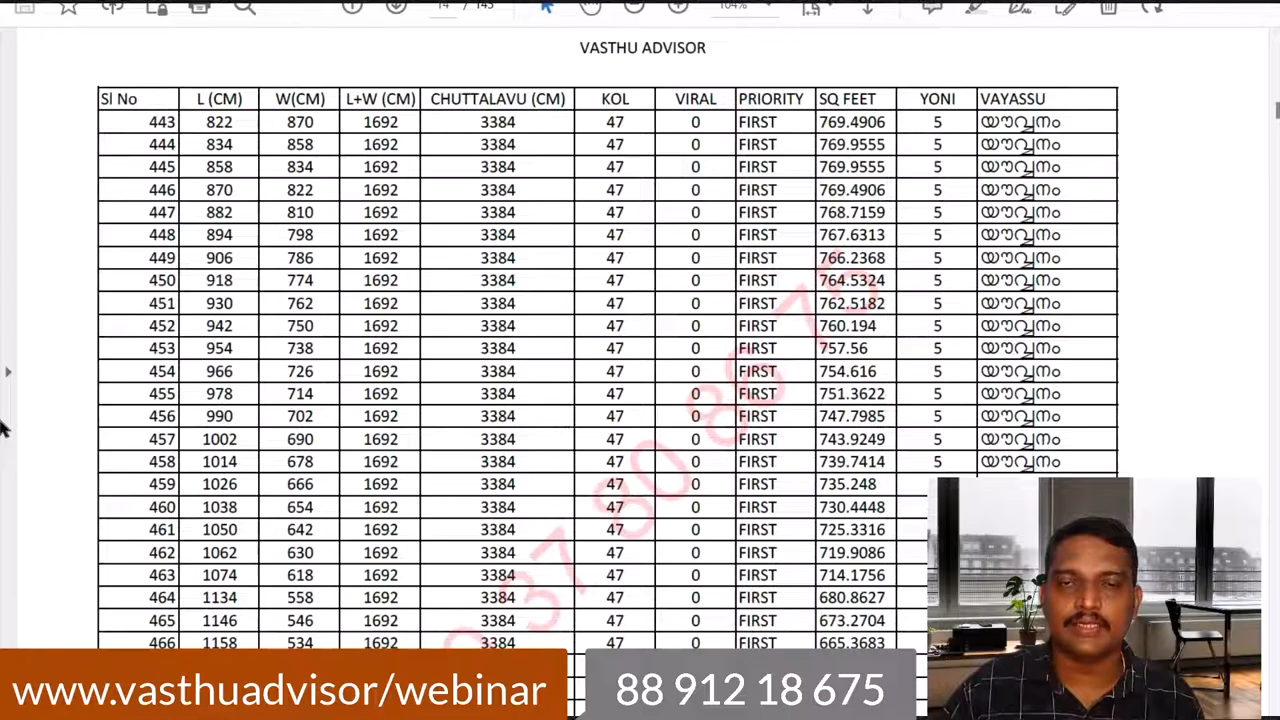 14 / 143
104%
VASTHU ADVISOR
Sl No L (CM) W(CM) L+W (CM) CHUTTALAVU (CM) KOL VIRAL PRIORITY SQ FEET YONI VAYASSU
443 822 870 1692 3384 47 0 FIRST 769.4906 5 യൗവ്വനം
444 834 858 1692 3384 47 0 FIRST 769.9555 5 യൗവ്വനം
445 858 834 1692 3384 47 0 FIRST 769.9555 5 യൗവ്വനം
446 870 822 1692 3384 47 0 FIRST 769.4906 5 യൗവ്വനം
447 882 810 1692 3384 47 0 FIRST 768.7159 5 യൗവ്വനം
448 894 798 1692 3384 47 0 FIRST 767.6313 5 യൗവ്വനം
449 906 786 1692 3384 47 0 FIRST 766.2368 5 യൗവ്വനം
450 918 774 1692 3384 47 0 FIRST 764.5324 5 യൗവ്വനം
451 930 762 1692 3384 47 0 FIRST 762.5182 5 യൗവ്വനം
452 942 750 1692 3384 47 0 FIRST 760.194 5 യൗവ്വനം
453 954 738 1692 3384 47 0 FIRST 757.56 5 യൗവ്വനം
454 966 726 1692 3384 47 0 FIRST 754.616 5 യൗവ്വനം
455 978 714 1692 3384 47 0 FIRST 751.3622 5 യൗവ്വനം
456 990 702 1692 3384 47 0 FIRST 747.7985 5 യൗവ്വനം
457 1002 690 1692 3384 47 0 FIRST 743.9249 5 യൗവ്വനം
458 1014 678 1692 3384 47 0 FIRST 739.7414 5 യൗവ്വനം
459 1026 666 1692 3384 47 0 FIRST 735.248
460 1038 654 1692 3384 47 0 FIRST 730.4448
461 1050 642 1692 3384 47 0 FIRST 725.3316
462 1062 630 1692 3384 47 0 FIRST 719.9086
463 1074 618 1692 3384 47 0 FIRST 714.1756
464 1134 558 1692 3384 47 0 FIRST 680.8627
465 1146 546 1692 3384 47 0 FIRST 673.2704
466 1158 534 1692 3384 47 0 FIRST 665.3683
37 80 86 75
www.vasthuadvisor/webinar
88 912 18 675